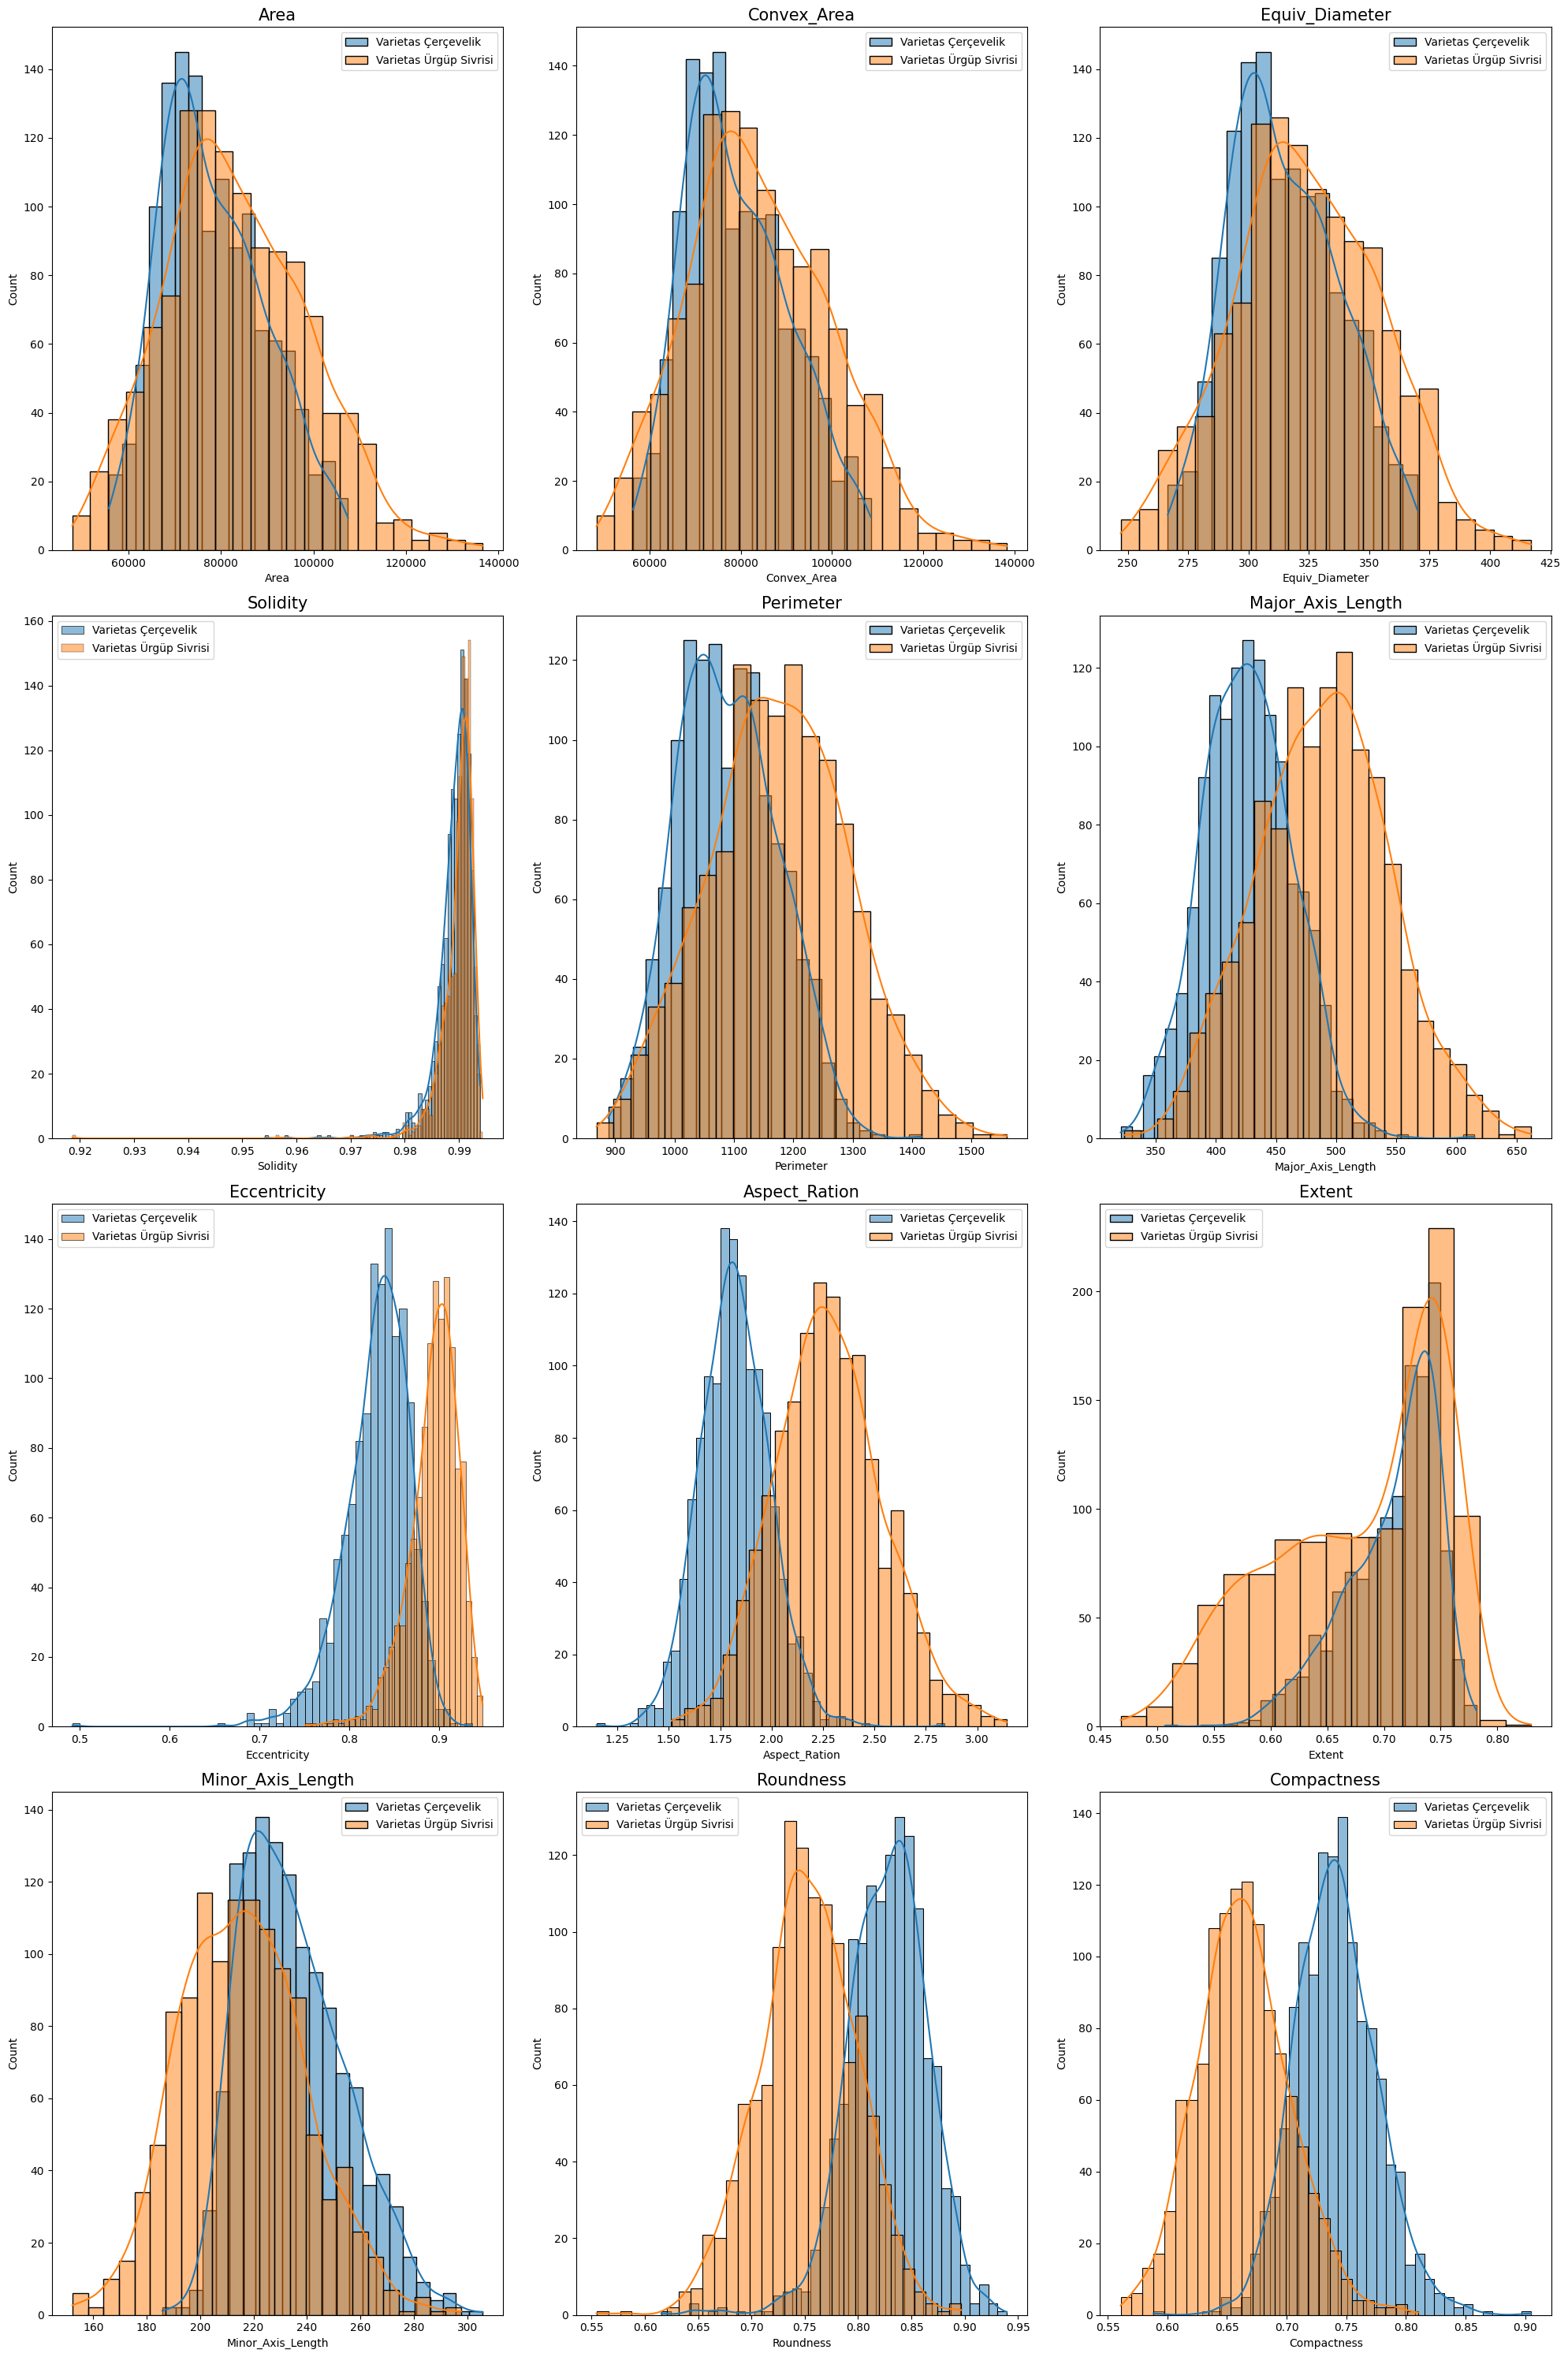 Area
Varietas Çerçevelik
Varietas Ürgüp Sivrisi
Count
140
120
100
80
60
40
20
0
60000 80000 100000 120000 140000
Area
Convex_Area
Varietas Çerçevelik
Varietas Ürgüp Sivrisi
Count
140
120
100
80
60
40
20
0
60000 80000 100000 120000 140000
Convex_Area
Equiv_Diameter
Varietas Çerçevelik
Varietas Ürgüp Sivrisi
Count
140
120
100
80
60
40
20
0
250 275 300 325 350 375 400 425
Equiv_Diameter
Solidity
Varietas Çerçevelik
Varietas Ürgüp Sivrisi
Count
160
140
120
100
80
60
40
20
0
0.92 0.93 0.94 0.95 0.96 0.97 0.98 0.99
Solidity
Perimeter
Varietas Çerçevelik
Varietas Ürgüp Sivrisi
Count
120
100
80
60
40
20
0
900 1000 1100 1200 1300 1400 1500
Perimeter
Major_Axis_Length
Varietas Çerçevelik
Varietas Ürgüp Sivrisi
Count
120
100
80
60
40
20
0
350 400 450 500 550 600 650
Major_Axis_Length
Eccentricity
Varietas Çerçevelik
Varietas Ürgüp Sivrisi
Count
140
120
100
80
60
40
20
0
0.5 0.6 0.7 0.8 0.9
Eccentricity
Aspect_Ration
Varietas Çerçevelik
Varietas Ürgüp Sivrisi
Count
140
120
100
80
60
40
20
0
1.25 1.50 1.75 2.00 2.25 2.50 2.75 3.00
Aspect_Ration
Extent
Varietas Çerçevelik
Varietas Ürgüp Sivrisi
Count
200
150
100
50
0
0.45 0.50 0.55 0.60 0.65 0.70 0.75 0.80
Extent
Minor_Axis_Length
Varietas Çerçevelik
Varietas Ürgüp Sivrisi
Count
140
120
100
80
60
40
20
0
160 180 200 220 240 260 280 300
Minor_Axis_Length
Roundness
Varietas Çerçevelik
Varietas Ürgüp Sivrisi
Count
120
100
80
60
40
20
0
0.55 0.60 0.65 0.70 0.75 0.80 0.85 0.90 0.95
Roundness
Compactness
Varietas Çerçevelik
Varietas Ürgüp Sivrisi
Count
140
120
100
80
60
40
20
0
0.55 0.60 0.65 0.70 0.75 0.80 0.85 0.90
Compactness